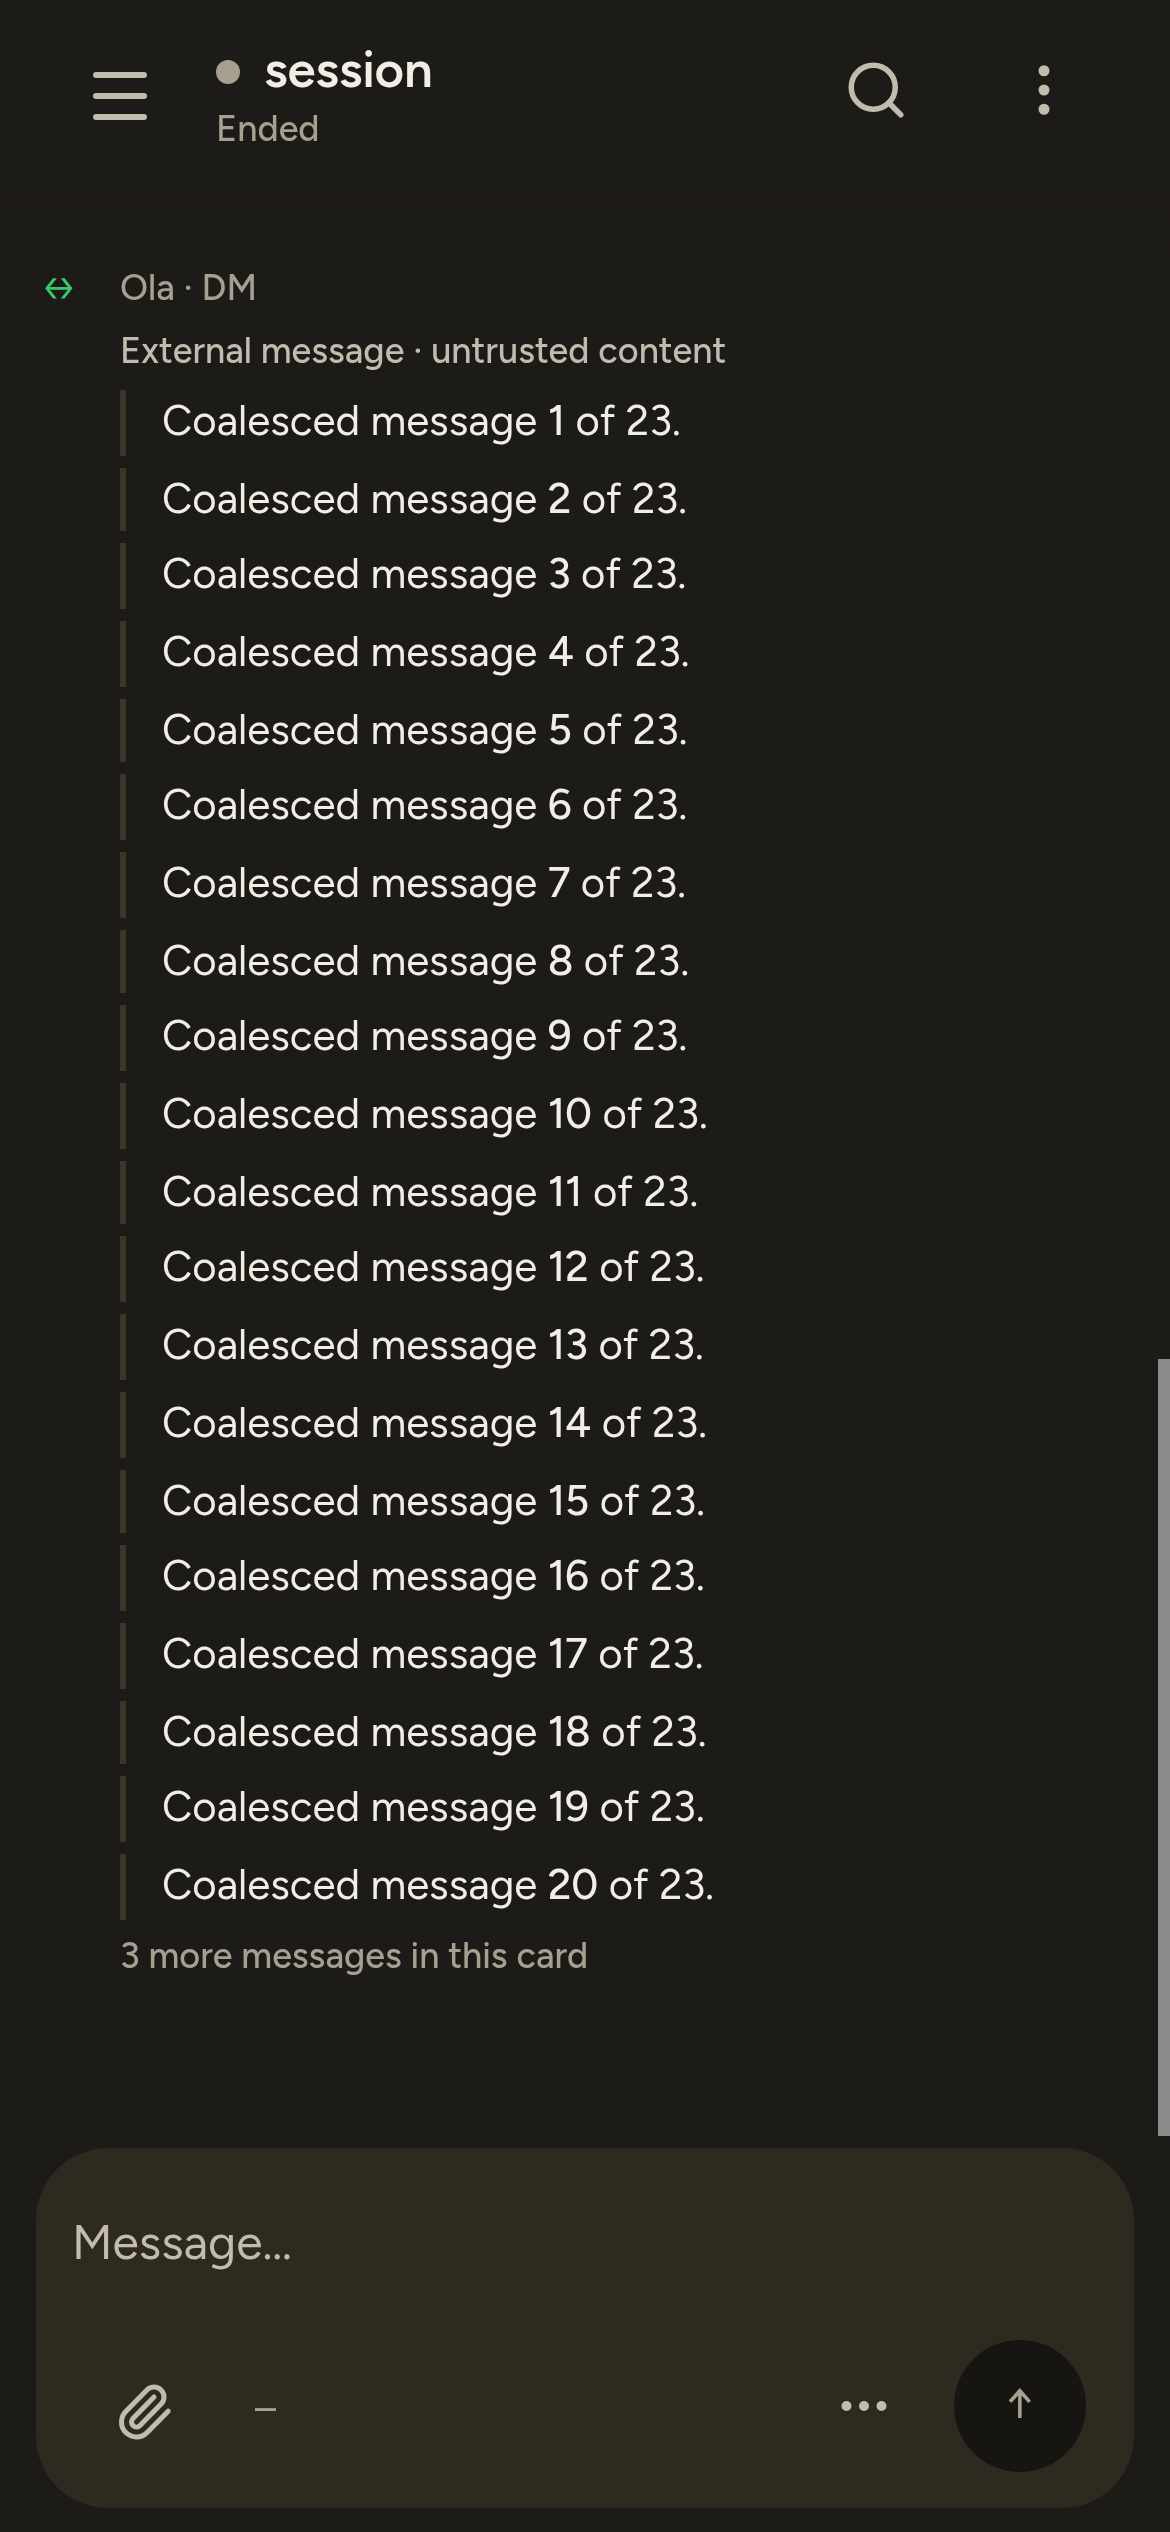 session
Ended
Ola · DM
External message · untrusted content
Coalesced message 1 of 23.
Coalesced message 2 of 23.
Coalesced message 3 of 23.
Coalesced message 4 of 23.
Coalesced message 5 of 23.
Coalesced message 6 of 23.
Coalesced message 7 of 23.
Coalesced message 8 of 23.
Coalesced message 9 of 23.
Coalesced message 10 of 23.
Coalesced message 11 of 23.
Coalesced message 12 of 23.
Coalesced message 13 of 23.
Coalesced message 14 of 23.
Coalesced message 15 of 23.
Coalesced message 16 of 23.
Coalesced message 17 of 23.
Coalesced message 18 of 23.
Coalesced message 19 of 23.
Coalesced message 20 of 23.
3 more messages in this card
Message...
–